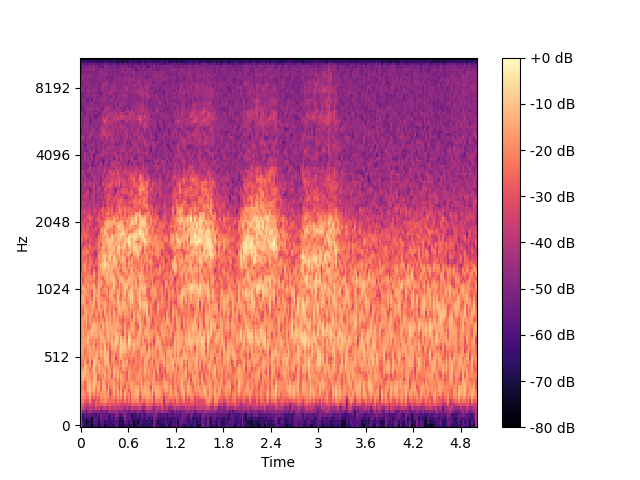 8192
4096
2048
1024
512
0
Hz
0 0.6 1.2 1.8 2.4 3 3.6 4.2 4.8
Time
+0 dB
-10 dB
-20 dB
-30 dB
-40 dB
-50 dB
-60 dB
-70 dB
-80 dB